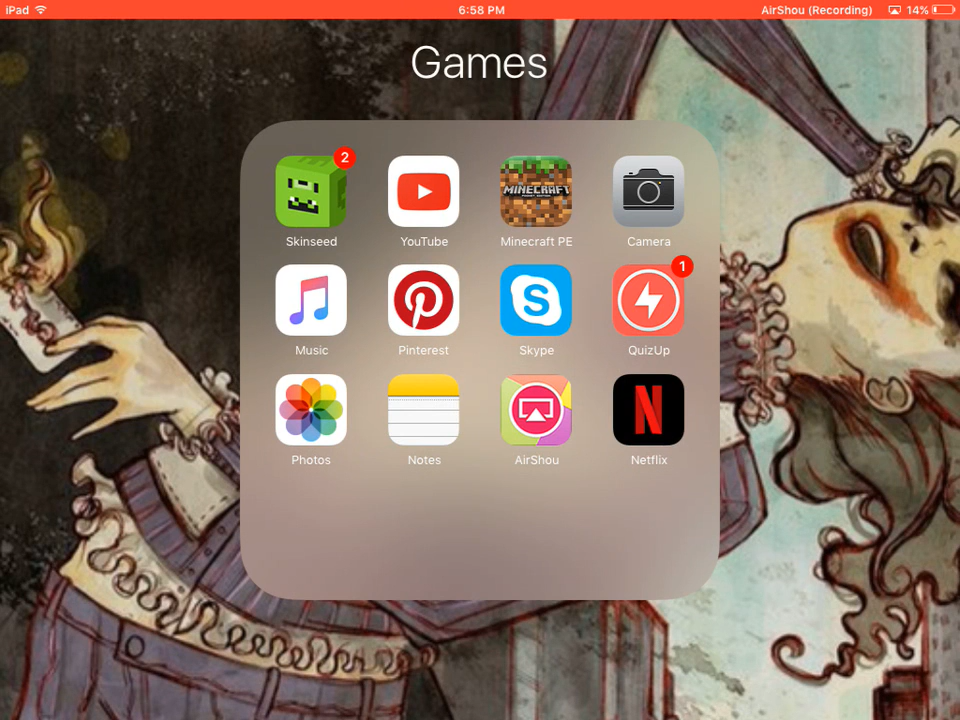 iPad 6:58 PM AirShou (Recording) 14%
Games
2
Skinseed YouTube Minecraft PE Camera
MINECRAFT
1
Music Pinterest Skype QuizUp
S
Photos Notes AirShou Netflix
N